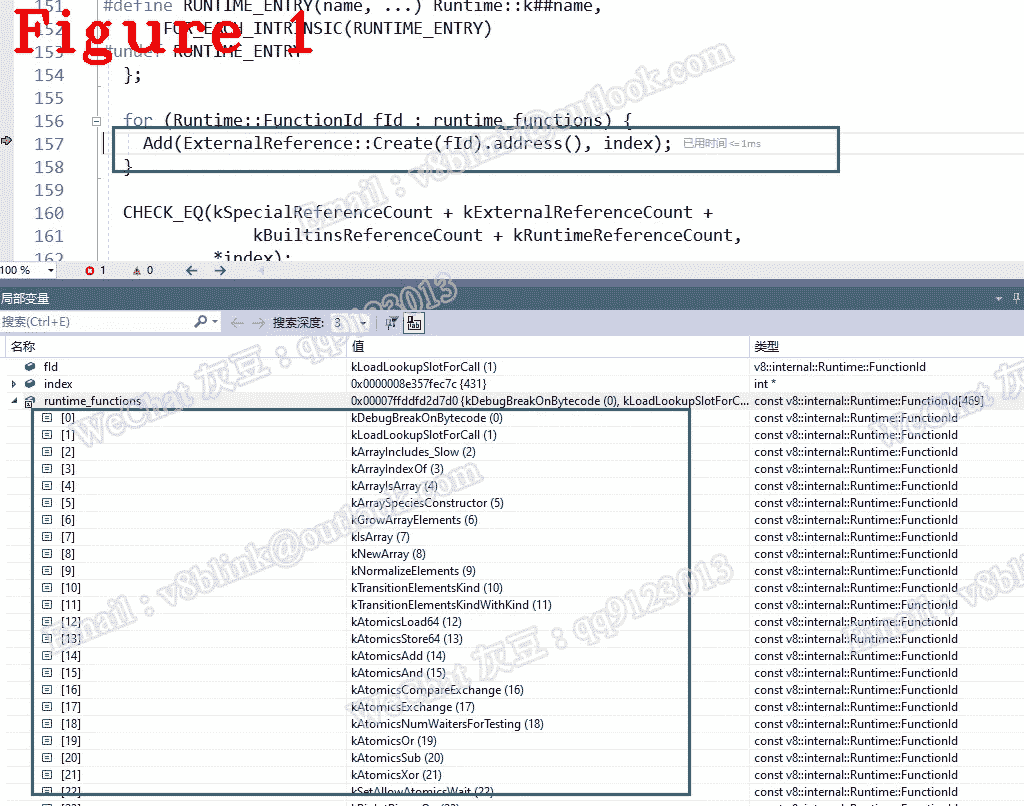 Figure 1
151 #define RUNTIME_ENTRY(name, ...) Runtime::k##name,
152 FOR_EACH_INTRINSIC(RUNTIME_ENTRY)
153 #undef RUNTIME_ENTRY
154 };
155
156 for (Runtime::FunctionId fId : runtime_functions) {
157 Add(ExternalReference::Create(fId).address(), index); 已用时间 <=1ms
158 }
159
160 CHECK_EQ(kSpecialReferenceCount + kExternalReferenceCount +
161 kBuiltinsReferenceCount + kRuntimeReferenceCount,
162 *index);
100 % 1 0
局部变量
搜索(Ctrl+E) 搜索深度: 3
名称 值 类型
fId kLoadLookupSlotForCall (1) v8::internal::Runtime::FunctionId
index 0x0000008e357fec7c {431} int *
runtime_functions 0x00007ffddfd2d7d0 {kDebugBreakOnBytecode (0), kLoadLookupSlotForC... const v8::internal::Runtime::FunctionId[469]
[0] kDebugBreakOnBytecode (0) const v8::internal::Runtime::FunctionId
[1] kLoadLookupSlotForCall (1) const v8::internal::Runtime::FunctionId
[2] kArrayIncludes_Slow (2) const v8::internal::Runtime::FunctionId
[3] kArrayIndexOf (3) const v8::internal::Runtime::FunctionId
[4] kArrayIsArray (4) const v8::internal::Runtime::FunctionId
[5] kArraySpeciesConstructor (5) const v8::internal::Runtime::FunctionId
[6] kGrowArrayElements (6) const v8::internal::Runtime::FunctionId
[7] kIsArray (7) const v8::internal::Runtime::FunctionId
[8] kNewArray (8) const v8::internal::Runtime::FunctionId
[9] kNormalizeElements (9) const v8::internal::Runtime::FunctionId
[10] kTransitionElementsKind (10) const v8::internal::Runtime::FunctionId
[11] kTransitionElementsKindWithKind (11) const v8::internal::Runtime::FunctionId
[12] kAtomicsLoad64 (12) const v8::internal::Runtime::FunctionId
[13] kAtomicsStore64 (13) const v8::internal::Runtime::FunctionId
[14] kAtomicsAdd (14) const v8::internal::Runtime::FunctionId
[15] kAtomicsAnd (15) const v8::internal::Runtime::FunctionId
[16] kAtomicsCompareExchange (16) const v8::internal::Runtime::FunctionId
[17] kAtomicsExchange (17) const v8::internal::Runtime::FunctionId
[18] kAtomicsNumWaitersForTesting (18) const v8::internal::Runtime::FunctionId
[19] kAtomicsOr (19) const v8::internal::Runtime::FunctionId
[20] kAtomicsSub (20) const v8::internal::Runtime::FunctionId
[21] kAtomicsXor (21) const v8::internal::Runtime::FunctionId
[22] kSetAllowAtomicsWait (22) const v8::internal::Runtime::FunctionId
Email：v8blink@outlook.com
WeChat 灰豆：qq9123013
Email：v8blink@outlook.com
WeChat 灰豆：qq9123013